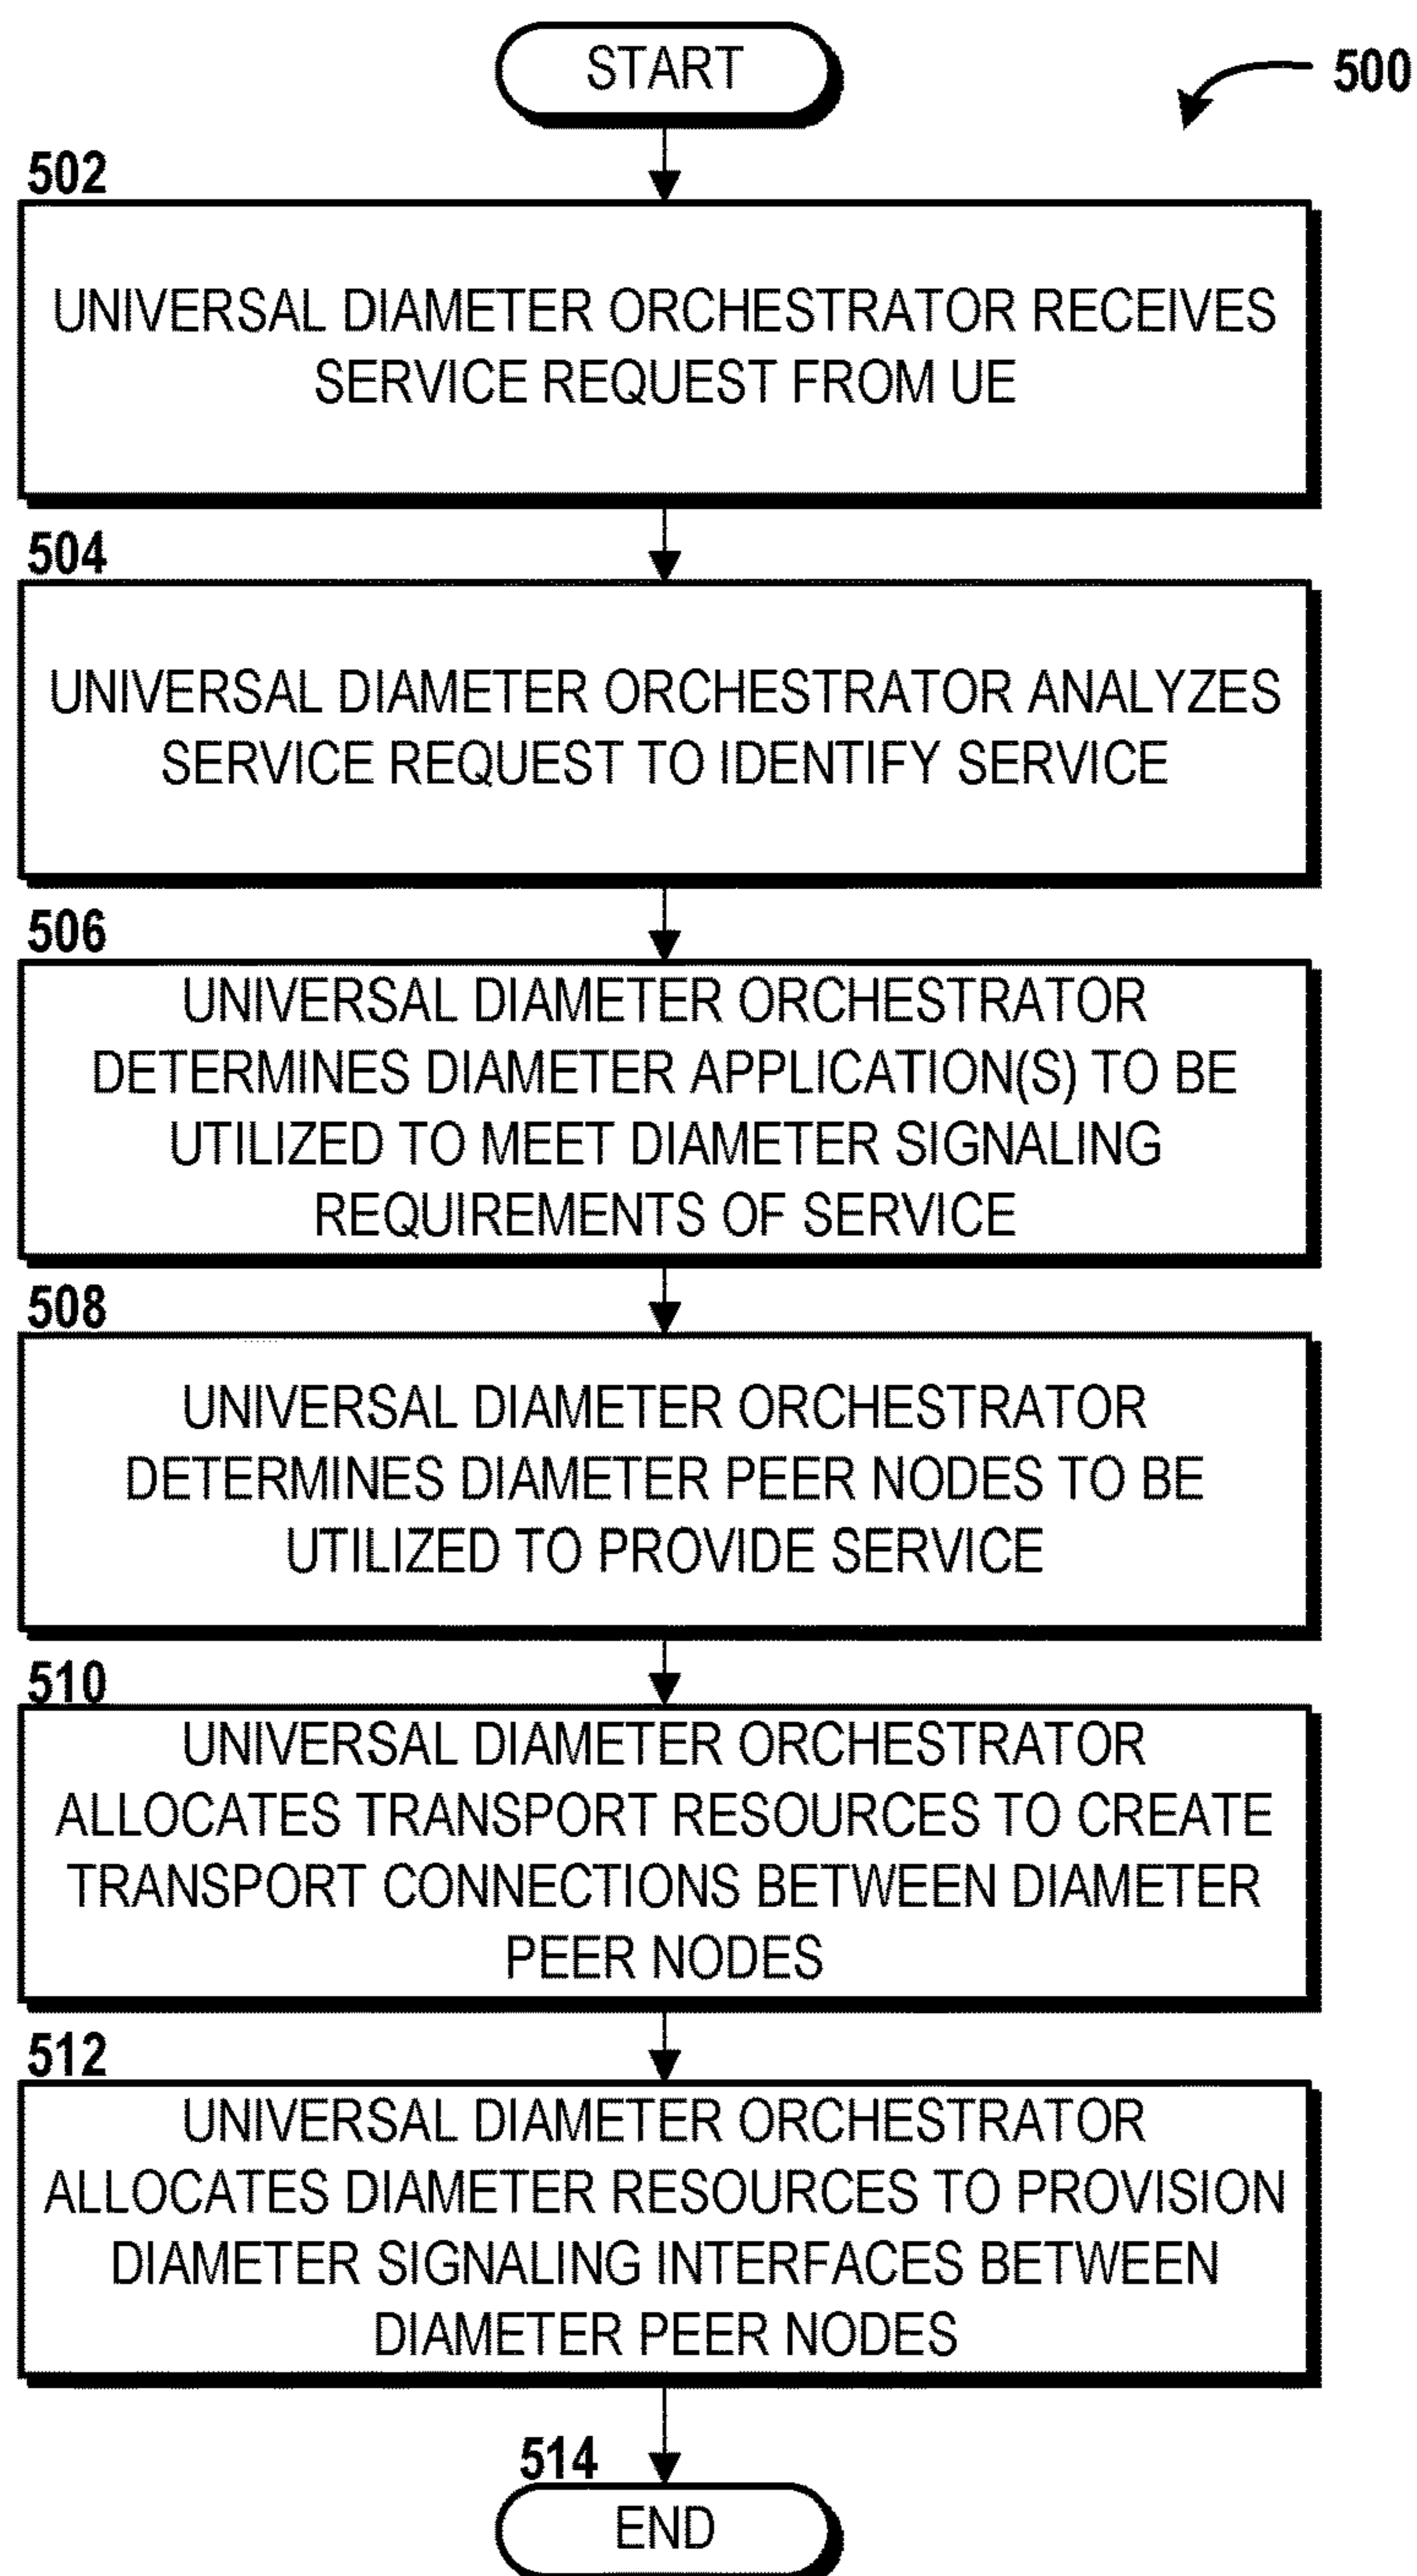 START
500
502
UNIVERSAL DIAMETER ORCHESTRATOR RECEIVES
SERVICE REQUEST FROM UE
504
UNIVERSAL DIAMETER ORCHESTRATOR ANALYZES
SERVICE REQUEST TO IDENTIFY SERVICE
506
UNIVERSAL DIAMETER ORCHESTRATOR
DETERMINES DIAMETER APPLICATION(S) TO BE
UTILIZED TO MEET DIAMETER SIGNALING
REQUIREMENTS OF SERVICE
508
UNIVERSAL DIAMETER ORCHESTRATOR
DETERMINES DIAMETER PEER NODES TO BE
UTILIZED TO PROVIDE SERVICE
510
UNIVERSAL DIAMETER ORCHESTRATOR
ALLOCATES TRANSPORT RESOURCES TO CREATE
TRANSPORT CONNECTIONS BETWEEN DIAMETER
PEER NODES
512
UNIVERSAL DIAMETER ORCHESTRATOR
ALLOCATES DIAMETER RESOURCES TO PROVISION
DIAMETER SIGNALING INTERFACES BETWEEN
DIAMETER PEER NODES
514
END